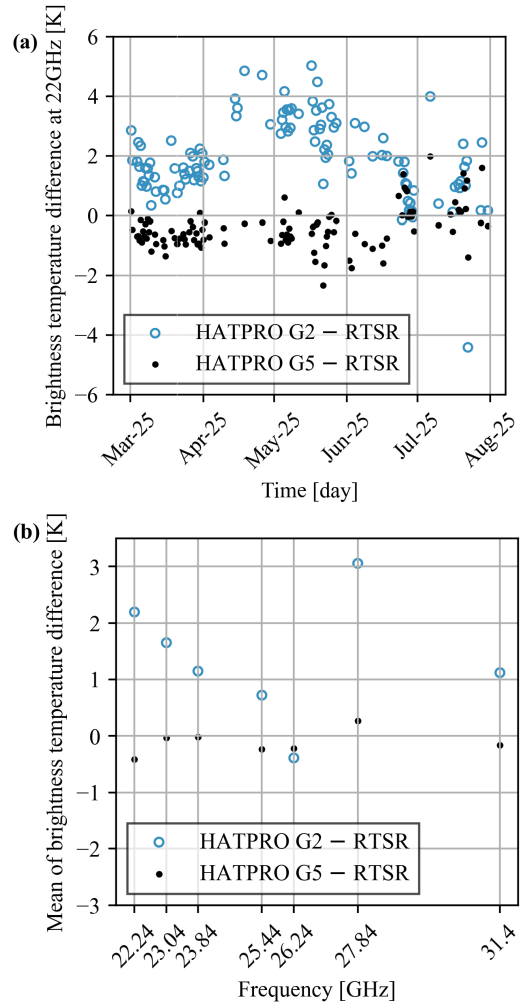 (a)
Brightness temperature difference at 22GHz [K]
6
4
2
0
−2
−4
−6
HATPRO G2 − RTSR
HATPRO G5 − RTSR
Mar-25
Apr-25
May-25
Jun-25
Jul-25
Aug-25
Time [day]
(b)
Mean of brightness temperature difference [K]
3
2
1
0
−1
−2
−3
HATPRO G2 − RTSR
HATPRO G5 − RTSR
22.24
23.04
23.84
25.44
26.24
27.84
31.4
Frequency [GHz]